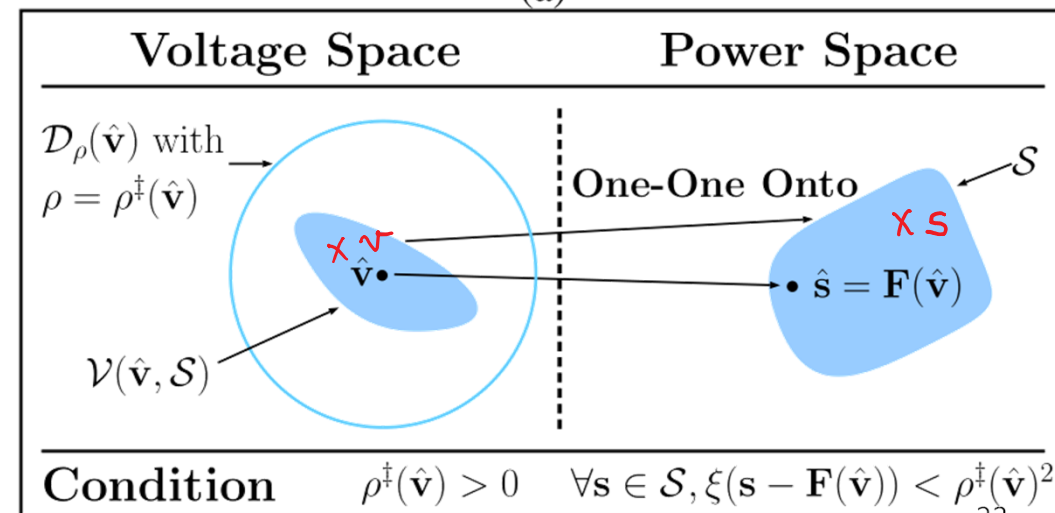 Voltage Space
Power Space
𝒟ρ(v̂) with
ρ = ρ‡(v̂)
One-One Onto
𝒮
x v
x s
v̂•
• ŝ = F(v̂)
𝒱(v̂, 𝒮)
Condition
ρ‡(v̂) > 0
∀s ∈ 𝒮, ξ(s − F(v̂)) < ρ‡(v̂)²